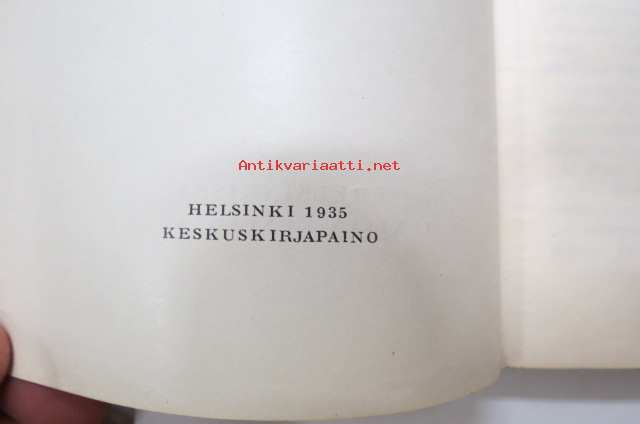 Antikvariaatti.net
HELSINKI 1935
KESKUSKIRJAPAINO